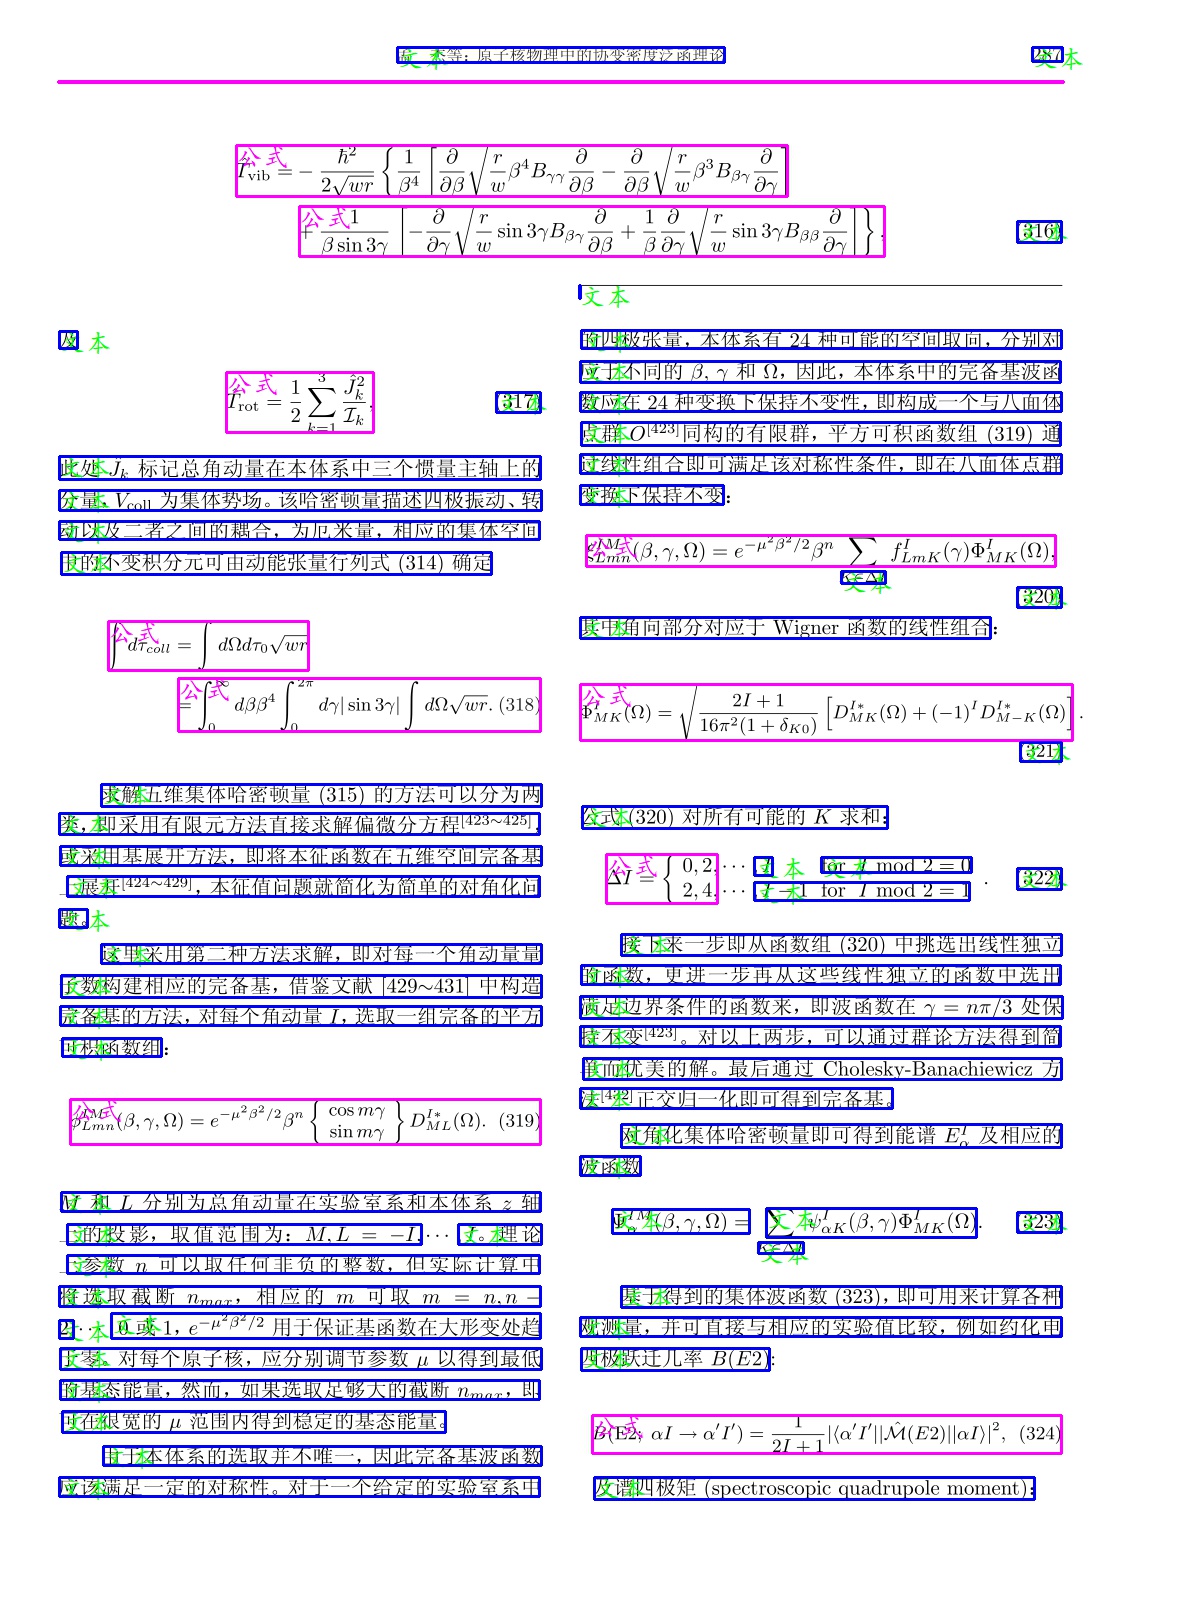 等：原子核物理中的协变密度泛函理论 287
\hat{T}_{vib} = -\frac{\hbar^2}{2\sqrt{wr}} \left\{ \frac{1}{\beta^4} \left[ \frac{\partial}{\partial\beta} \sqrt{\frac{r}{w}} \beta^4 B_{\gamma\gamma} \frac{\partial}{\partial\beta} - \frac{\partial}{\partial\beta} \sqrt{\frac{r}{w}} \beta^3 B_{\beta\gamma} \frac{\partial}{\partial\gamma} \right]
+ \frac{1}{\beta \sin 3\gamma} \left[ -\frac{\partial}{\partial\gamma} \sqrt{\frac{r}{w}} \sin 3\gamma B_{\beta\gamma} \frac{\partial}{\partial\beta} + \frac{1}{\beta} \frac{\partial}{\partial\gamma} \sqrt{\frac{r}{w}} \sin 3\gamma B_{\beta\beta} \frac{\partial}{\partial\gamma} \right] \right\}, (316)
及
\hat{T}_{rot} = \frac{1}{2} \sum_{k=1}^{3} \frac{\hat{J}_k^2}{\mathcal{I}_k}, (317)
此处 \hat{J}_k 标记总角动量在本体系中三个惯量主轴上的
分量，V_{coll} 为集体势场。该哈密顿量描述四极振动、转
动以及二者之间的耦合，为厄米量，相应的集体空间
中的不变积分元可由动能张量行列式 (314) 确定
\int d\tau_{coll} = \int d\Omega d\tau_0 \sqrt{wr}
= \int_0^\infty d\beta \beta^4 \int_0^{2\pi} d\gamma |\sin 3\gamma| \int d\Omega \sqrt{wr}. (318)
求解五维集体哈密顿量 (315) 的方法可以分为两
类，即采用有限元方法直接求解偏微分方程[423~425]，
或采用基展开方法，即将本征函数在五维空间完备基
上展开[424~429]，本征值问题就简化为简单的对角化问
题。
这里采用第二种方法求解，即对每一个角动量量
子数构建相应的完备基，借鉴文献 [429~431] 中构造
完备基的方法，对每个角动量 I，选取一组完备的平方
可积函数组：
\phi_{Lmn}^{IM}(\beta,\gamma,\Omega) = e^{-\mu^2\beta^2/2} \beta^n \left\{ \begin{matrix} \cos m\gamma \\ \sin m\gamma \end{matrix} \right\} D_{ML}^{I*}(\Omega). (319)
M 和 L 分别为总角动量在实验室系和本体系 z 轴
上的投影，取值范围为：M, L = -I, ··· , I。理论
上参数 n 可以取任何非负的整数，但实际计算中
将选取截断 n_{max}，相应的 m 可取 m = n, n −
2, ··· , 0 或 1，e^{-\mu^2\beta^2/2} 用于保证基函数在大形变处趋
于零。对每个原子核，应分别调节参数 μ 以得到最低
的基态能量，然而，如果选取足够大的截断 n_{max}，即
可在很宽的 μ 范围内得到稳定的基态能量。
由于本体系的选取并不唯一，因此完备基波函数
应该满足一定的对称性。对于一个给定的实验室系中
的四极张量，本体系有 24 种可能的空间取向，分别对
应于不同的 β, γ 和 Ω，因此，本体系中的完备基波函
数应在 24 种变换下保持不变性，即构成一个与八面体
点群 O[423]同构的有限群，平方可积函数组 (319) 通
过线性组合即可满足该对称性条件，即在八面体点群
变换下保持不变：
\xi_{Lmn}^{IM}(\beta,\gamma,\Omega) = e^{-\mu^2\beta^2/2} \beta^n \sum_{K\in\Delta I} f_{LmK}^I(\gamma) \Phi_{MK}^I(\Omega),
(320)
其中角向部分对应于 Wigner 函数的线性组合：
\Phi_{MK}^I(\Omega) = \sqrt{\frac{2I+1}{16\pi^2(1+\delta_{K0})}} \left[ D_{MK}^{I*}(\Omega) + (-1)^I D_{M-K}^{I*}(\Omega) \right].
(321)
公式 (320) 对所有可能的 K 求和：
\Delta I = \left\{ \begin{matrix} 0, 2, \cdots, I & for\ I\ mod\ 2 = 0 \\ 2, 4, \cdots, I-1 & for\ I\ mod\ 2 = 1 \end{matrix} \right. . (322)
接下来一步即从函数组 (320) 中挑选出线性独立
的函数，更进一步再从这些线性独立的函数中选出
满足边界条件的函数来，即波函数在 γ = nπ/3 处保
持不变[423]。对以上两步，可以通过群论方法得到简
单而优美的解。最后通过 Cholesky-Banachiewicz 方
法[432]正交归一化即可得到完备基。
对角化集体哈密顿量即可得到能谱 E_\alpha^I 及相应的
波函数
\Psi_\alpha^{IM}(\beta,\gamma,\Omega) = \sum_{K\in\Delta I} \psi_{\alpha K}^I(\beta,\gamma) \Phi_{MK}^I(\Omega). (323)
基于得到的集体波函数 (323)，即可用来计算各种
观测量，并可直接与相应的实验值比较，例如约化电
四极跃迁几率 B(E2)：
B(E2; \alpha I \to \alpha' I') = \frac{1}{2I+1} |\langle \alpha' I' || \hat{\mathcal{M}}(E2) || \alpha I \rangle|^2, (324)
及谱四极矩 (spectroscopic quadrupole moment)：